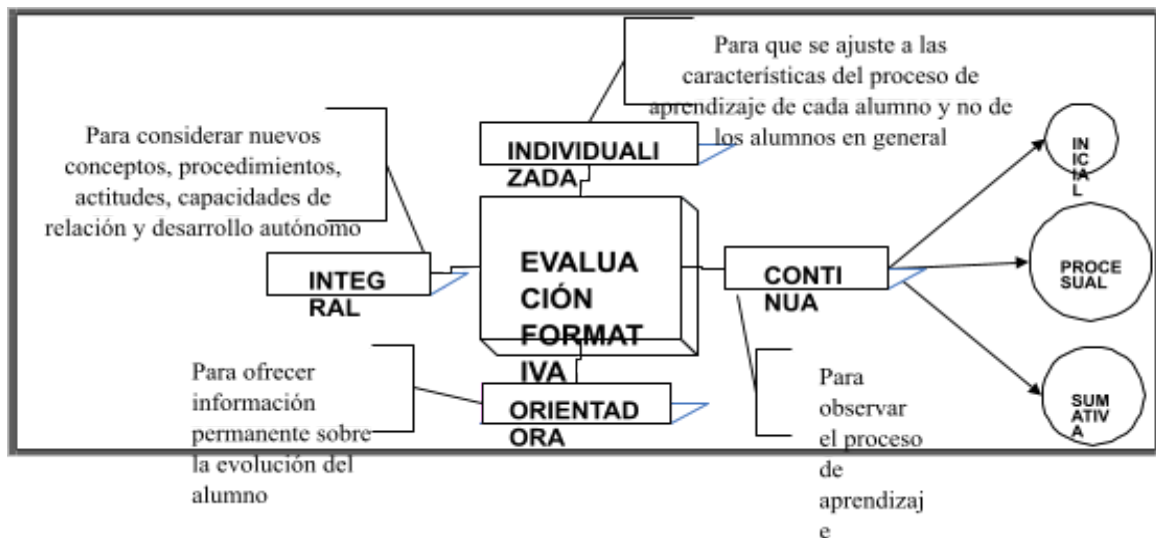 Para que se ajuste a las
características del proceso de
aprendizaje de cada alumno y no de
los alumnos en general
Para considerar nuevos
conceptos, procedimientos,
actitudes, capacidades de
relación y desarrollo autónomo
INDIVIDUALI
ZADA
IN
ICI
AL
INTEG
RAL
EVALUA
CIÓN
FORMAT
IVA
CONTI
NUA
PROCE
SUAL
Para ofrecer
información
permanente sobre
la evolución del
alumno
ORIENTAD
ORA
Para
observar
el proceso
de
aprendizaj
e
SUM
ATIV
A